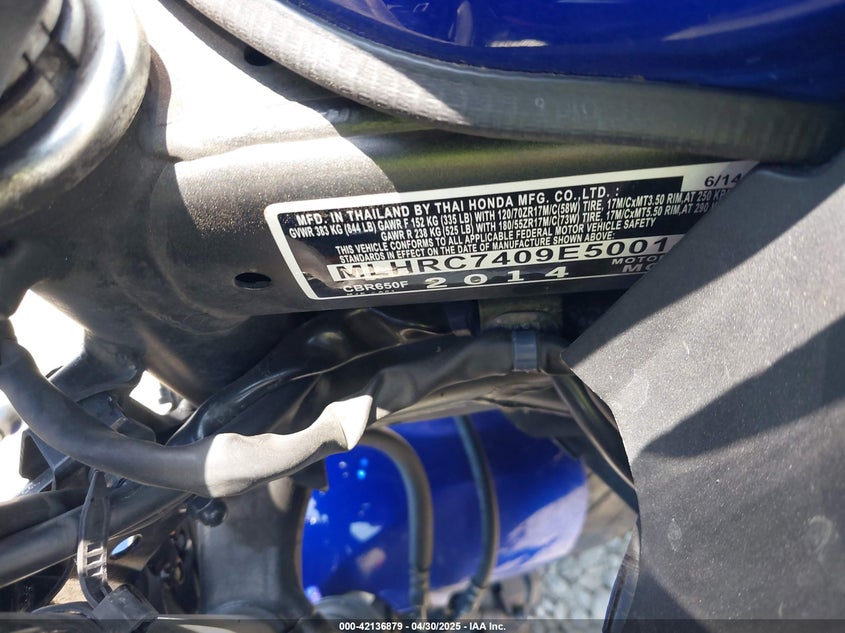 6/14
MFD. IN THAILAND BY THAI HONDA MFG. CO., LTD. :
GVWR 383 KG (844 LB) GAWR F 152 KG (335 LB) WITH 120/70ZR17M/C(58W) TIRE, 17M/CxMT3.50 RIM,AT 250 KP
GAWR R 238 KG (525 LB) WITH 180/55ZR17M/C(73W) TIRE, 17M/CxMT5.50 RIM,AT 290
THIS VEHICLE CONFORMS TO ALL APPLICABLE FEDERAL MOTOR VEHICLE SAFETY
STANDARDS IN EFFECT ON THE DATE OF MANUFACTURE SHOWN ABOVE
MLHRC7409E5001
CBR650F 2014 MOTOR
000-42136879 | 04/30/2025 - IAA Inc.